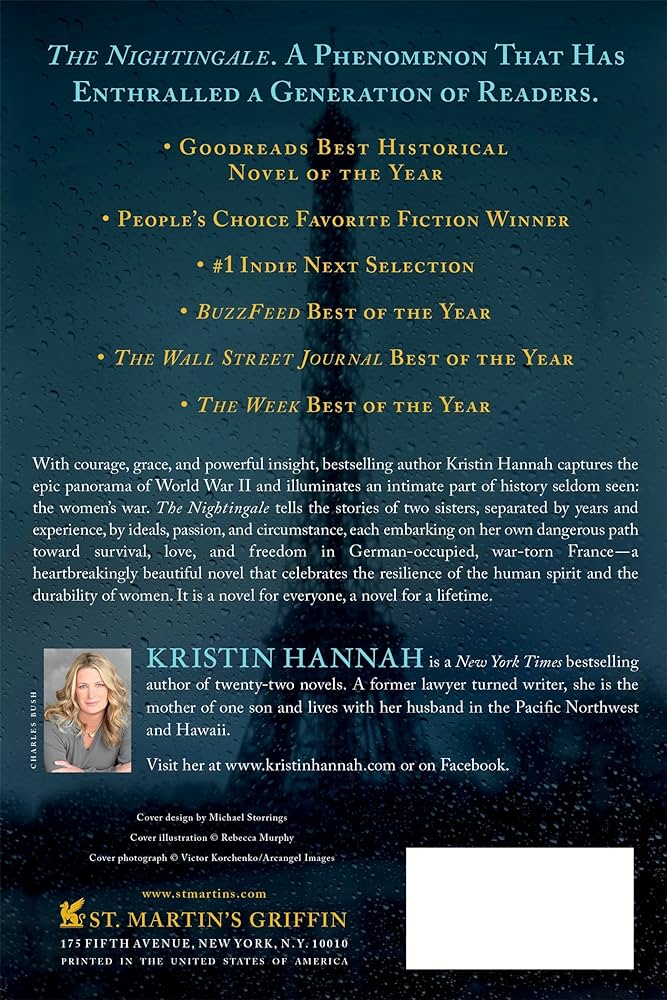 THE NIGHTINGALE. A PHENOMENON THAT HAS
ENTHRALLED A GENERATION OF READERS.
• GOODREADS BEST HISTORICAL
NOVEL OF THE YEAR
• PEOPLE'S CHOICE FAVORITE FICTION WINNER
• #1 INDIE NEXT SELECTION
• BUZZFEED BEST OF THE YEAR
• THE WALL STREET JOURNAL BEST OF THE YEAR
• THE WEEK BEST OF THE YEAR
With courage, grace, and powerful insight, bestselling author Kristin Hannah captures the
epic panorama of World War II and illuminates an intimate part of history seldom seen:
the women's war. The Nightingale tells the stories of two sisters, separated by years and
experience, by ideals, passion, and circumstance, each embarking on her own dangerous path
toward survival, love, and freedom in German-occupied, war-torn France—a
heartbreakingly beautiful novel that celebrates the resilience of the human spirit and the
durability of women. It is a novel for everyone, a novel for a lifetime.
CHARLES BUSH
KRISTIN HANNAH is a New York Times bestselling
author of twenty-two novels. A former lawyer turned writer, she is the
mother of one son and lives with her husband in the Pacific Northwest
and Hawaii.
Visit her at www.kristinhannah.com or on Facebook.
Cover design by Michael Storrings
Cover illustration © Rebecca Murphy
Cover photograph © Victor Korchenko/Arcangel Images
www.stmartins.com
ST. MARTIN'S GRIFFIN
175 FIFTH AVENUE, NEW YORK, N.Y. 10010
PRINTED IN THE UNITED STATES OF AMERICA